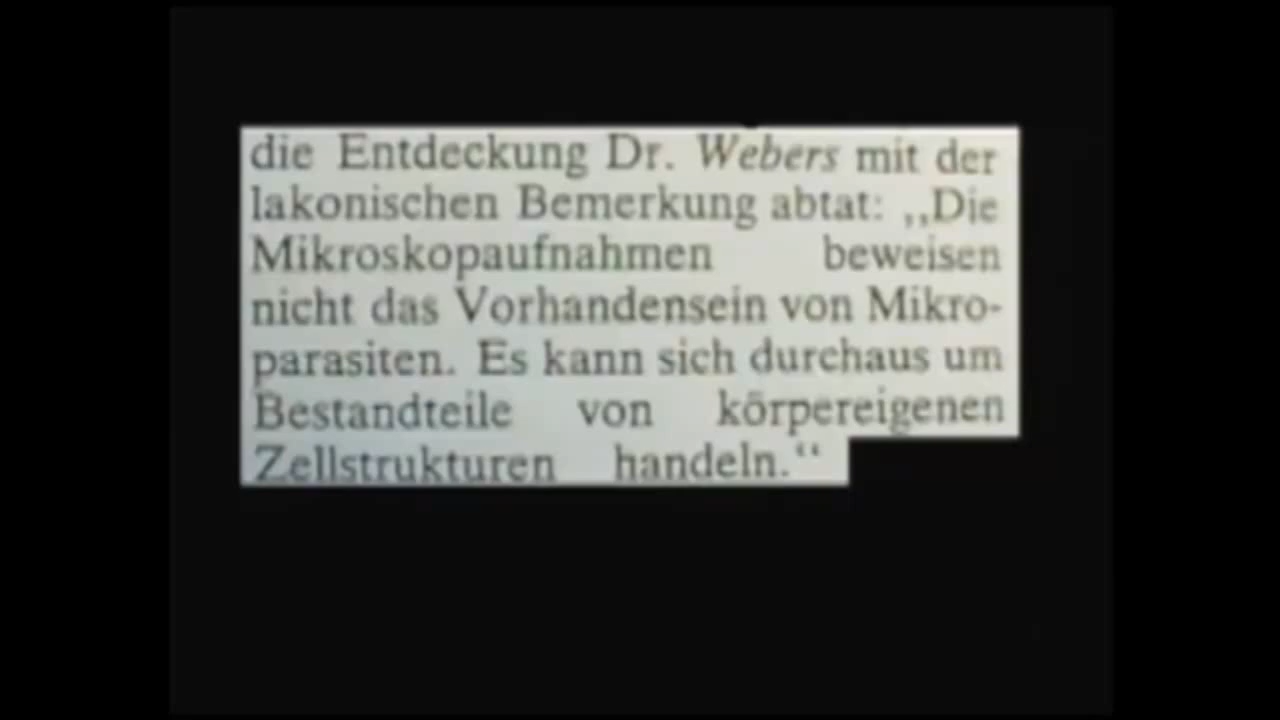 die Entdeckung Dr. Webers mit der
lakonischen Bemerkung abtat: „Die
Mikroskopaufnahmen beweisen
nicht das Vorhandensein von Mikro-
parasiten. Es kann sich durchaus um
Bestandteile von körpereigenen
Zellstrukturen handeln.“